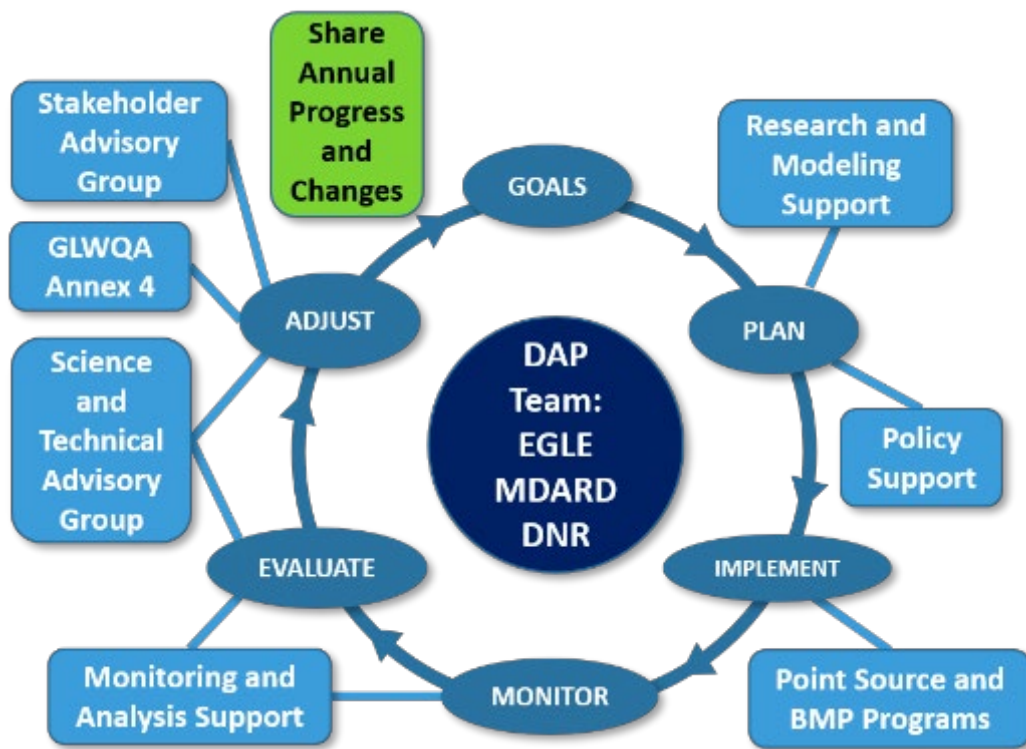 Share
Annual
Progress
and
Changes
Stakeholder
Advisory
Group
GLWQA
Annex 4
Science
and
Technical
Advisory
Group
Research and
Modeling
Support
Policy
Support
Point Source and
BMP Programs
Monitoring and
Analysis Support
GOALS
PLAN
IMPLEMENT
MONITOR
EVALUATE
ADJUST
DAP
Team:
EGLE
MDARD
DNR